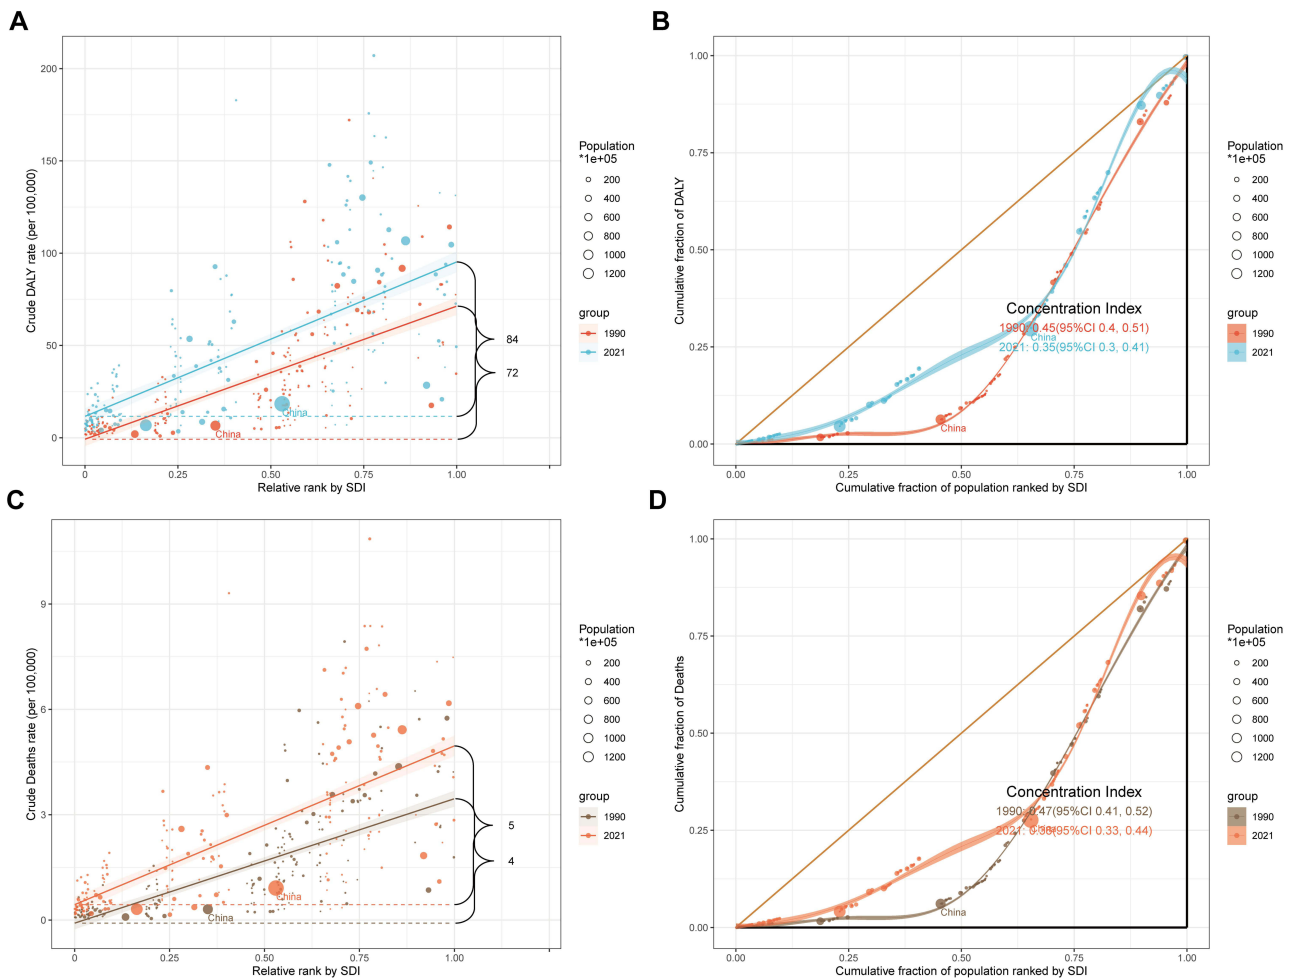 A
Crude DALY rate (per 100,000)
200
150
100
50
0
84
72
China
China
0
0.25
0.50
0.75
1.00
Relative rank by SDI
Population
*1e+05
200
400
600
800
1000
1200
group
1990
2021
B
Cumulative fraction of DALY
1.00
0.75
0.50
0.25
0.00
Concentration Index
1990: 0.45(95%CI 0.4, 0.51)
China
2021: 0.35(95%CI 0.3, 0.41)
China
0.00
0.25
0.50
0.75
1.00
Cumulative fraction of population ranked by SDI
Population
*1e+05
200
400
600
800
1000
1200
group
1990
2021
C
Crude Deaths rate (per 100,000)
9
6
3
0
5
4
China
China
0
0.25
0.50
0.75
1.00
Relative rank by SDI
Population
*1e+05
200
400
600
800
1000
1200
group
1990
2021
D
Cumulative fraction of Deaths
1.00
0.75
0.50
0.25
0.00
Concentration Index
1990: 0.47(95%CI 0.41, 0.52)
2021: (95%CI 0.33, 0.44)
China
0.00
0.25
0.50
0.75
1.00
Cumulative fraction of population ranked by SDI
Population
*1e+05
200
400
600
800
1000
1200
group
1990
2021